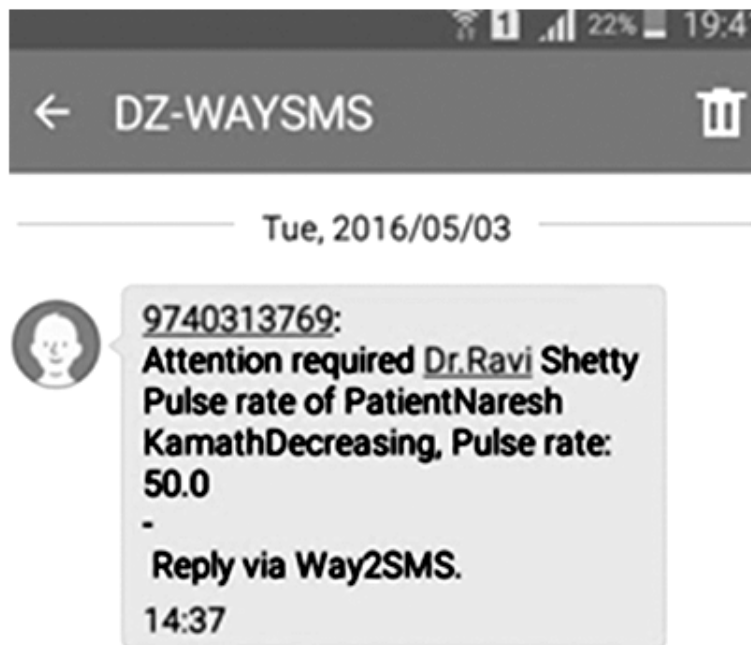 1 22% 19:4
DZ-WAYSMS
Tue, 2016/05/03
9740313769:
Attention required Dr.Ravi Shetty
Pulse rate of PatientNaresh
KamathDecreasing, Pulse rate:
50.0
-
Reply via Way2SMS.
14:37